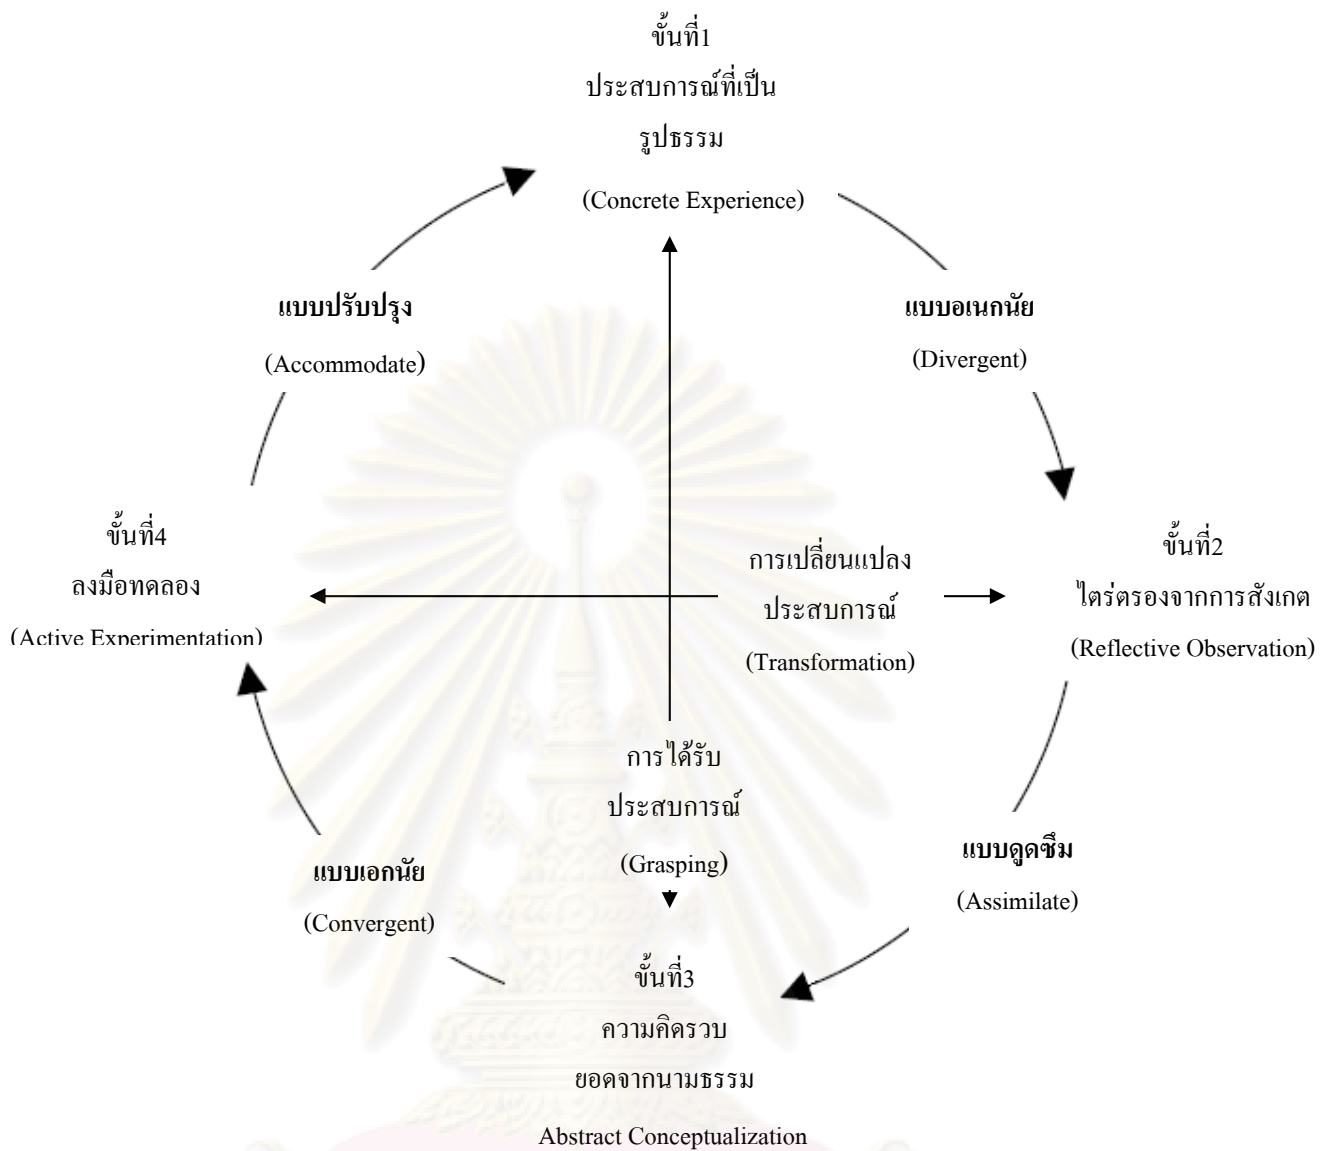 ขั้นที่1
ประสบการณ์ที่เป็น
รูปธรรม
(Concrete Experience)
แบบปรับปรุง
(Accommodate)
แบบอเนกนัย
(Divergent)
ขั้นที่4
ลงมือทดลอง
(Active Experimentation)
การเปลี่ยนแปลง
ประสบการณ์
(Transformation)
ขั้นที่2
ไตร่ตรองจากการสังเกต
(Reflective Observation)
การได้รับ
ประสบการณ์
(Grasping)
แบบเอกนัย
(Convergent)
แบบดูดซึม
(Assimilate)
ขั้นที่3
ความคิดรวบ
ยอดจากนามธรรม
Abstract Conceptualization